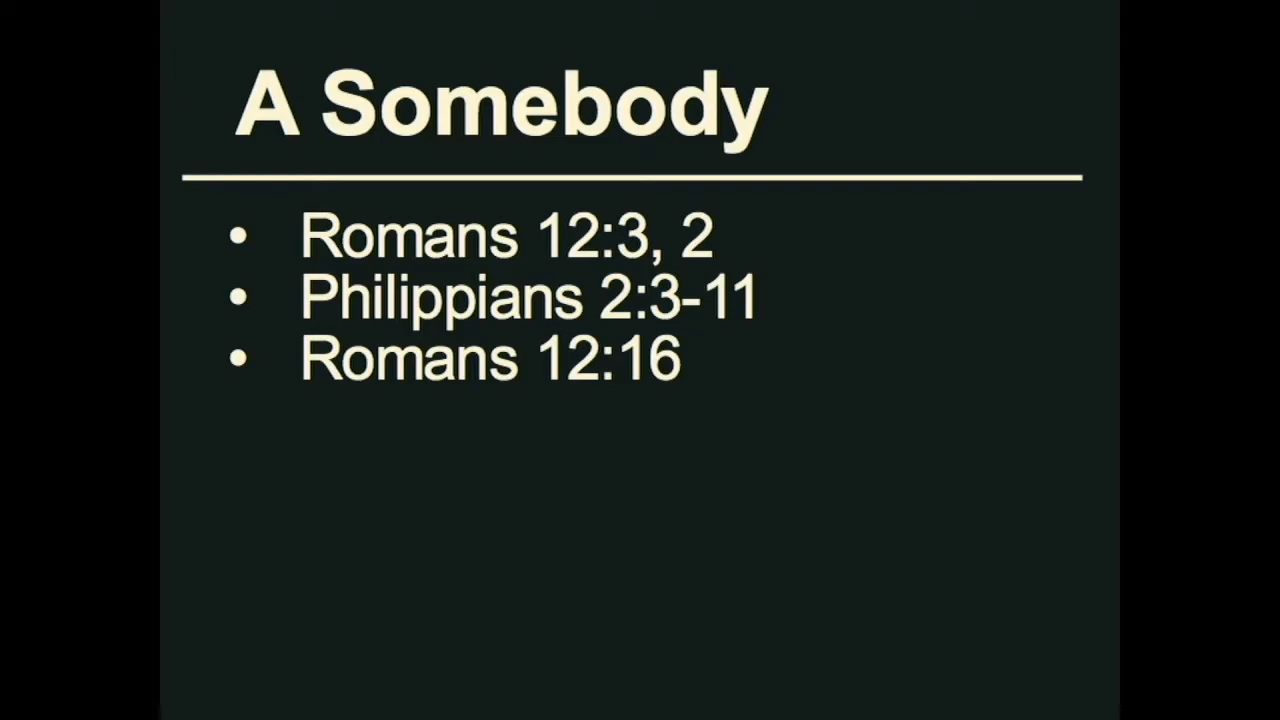 A Somebody
• Romans 12:3, 2
• Philippians 2:3-11
• Romans 12:16